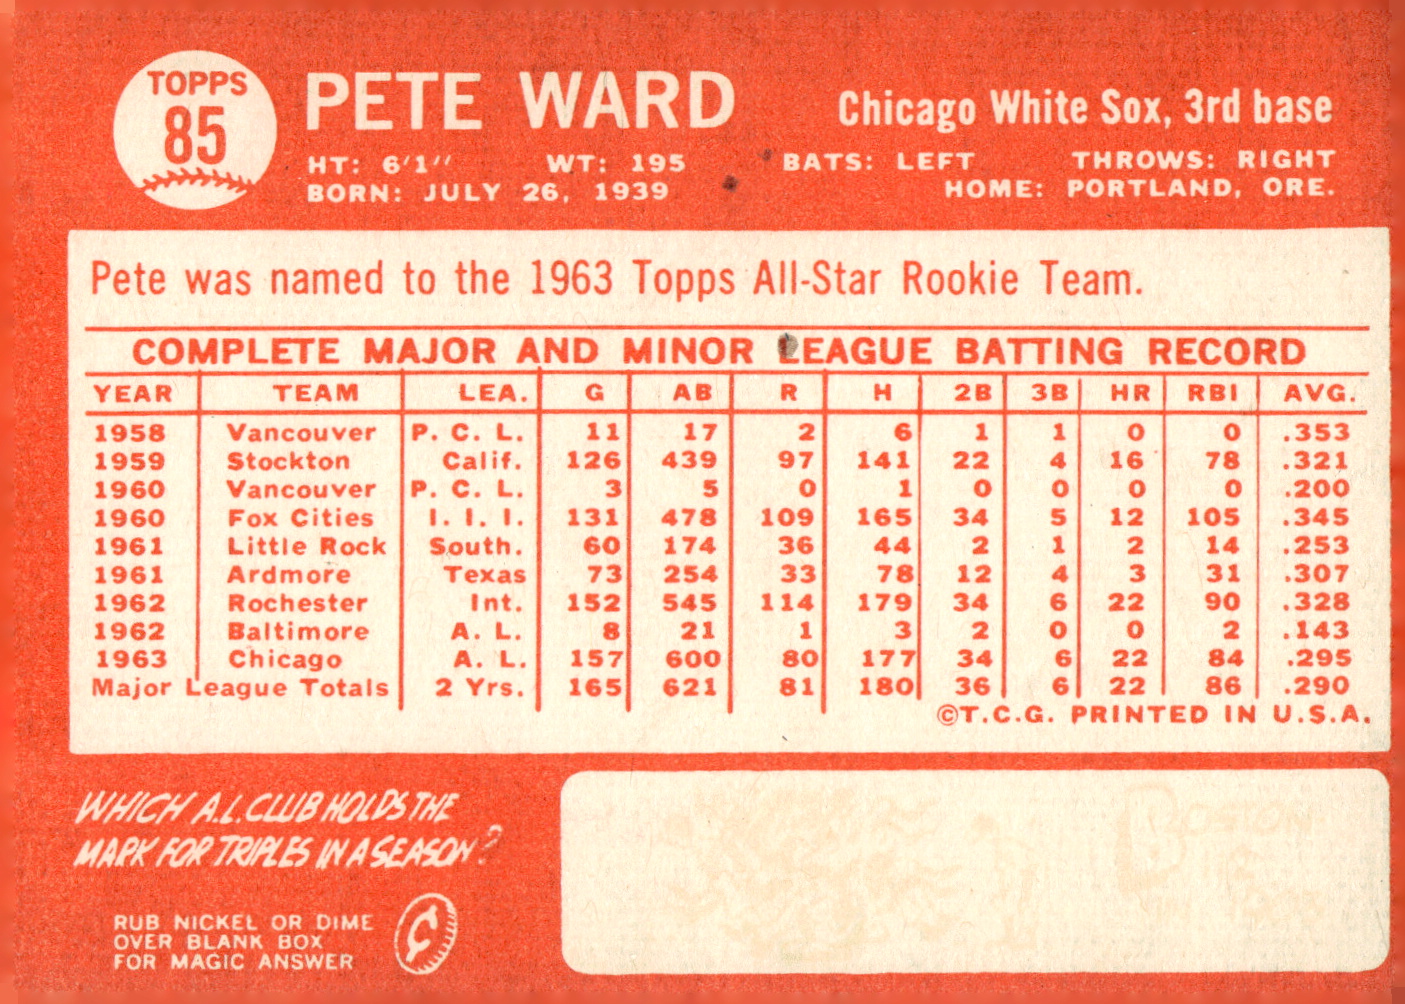 TOPPS
85
PETE WARD
Chicago White Sox, 3rd base
HT: 6'1" WT: 195 BATS: LEFT THROWS: RIGHT
BORN: JULY 26, 1939 HOME: PORTLAND, ORE.
Pete was named to the 1963 Topps All-Star Rookie Team.
COMPLETE MAJOR AND MINOR LEAGUE BATTING RECORD
YEAR TEAM LEA. G AB R H 2B 3B HR RBI AVG.
1958 Vancouver P. C. L. 11 17 2 6 1 1 0 0 .353
1959 Stockton Calif. 126 439 97 141 22 4 16 78 .321
1960 Vancouver P. C. L. 3 5 0 1 0 0 0 0 .200
1960 Fox Cities I. I. I. 131 478 109 165 34 5 12 105 .345
1961 Little Rock South. 60 174 36 44 2 1 2 14 .253
1961 Ardmore Texas 73 254 33 78 12 4 3 31 .307
1962 Rochester Int. 152 545 114 179 34 6 22 90 .328
1962 Baltimore A. L. 8 21 1 3 2 0 0 2 .143
1963 Chicago A. L. 157 600 80 177 34 6 22 84 .295
Major League Totals 2 Yrs. 165 621 81 180 36 6 22 86 .290
©T.C.G. PRINTED IN U.S.A.
WHICH A.L. CLUB HOLDS THE
MARK FOR TRIPLES IN A SEASON?
RUB NICKEL OR DIME
OVER BLANK BOX
FOR MAGIC ANSWER
BOSTON